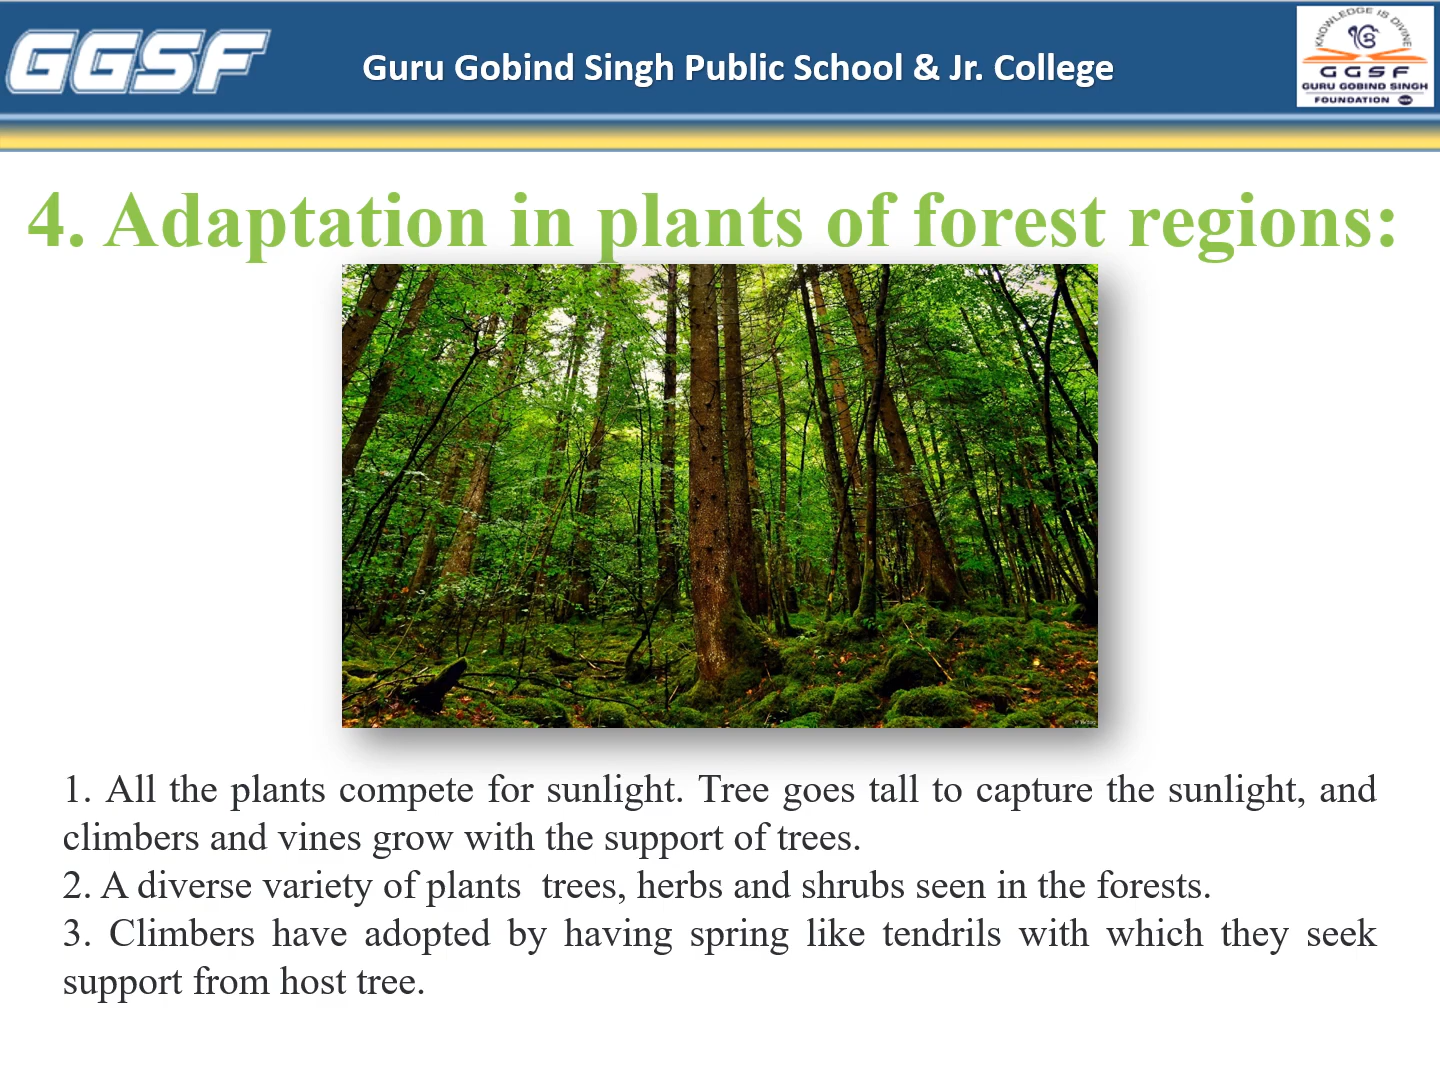 GGSF
Guru Gobind Singh Public School & Jr. College
KNOWLEDGE IS DIVINE
GGSF
GURU GOBIND SINGH
FOUNDATION
4. Adaptation in plants of forest regions:
1. All the plants compete for sunlight. Tree goes tall to capture the sunlight, and
climbers and vines grow with the support of trees.
2. A diverse variety of plants  trees, herbs and shrubs seen in the forests.
3. Climbers have adopted by having spring like tendrils with which they seek
support from host tree.